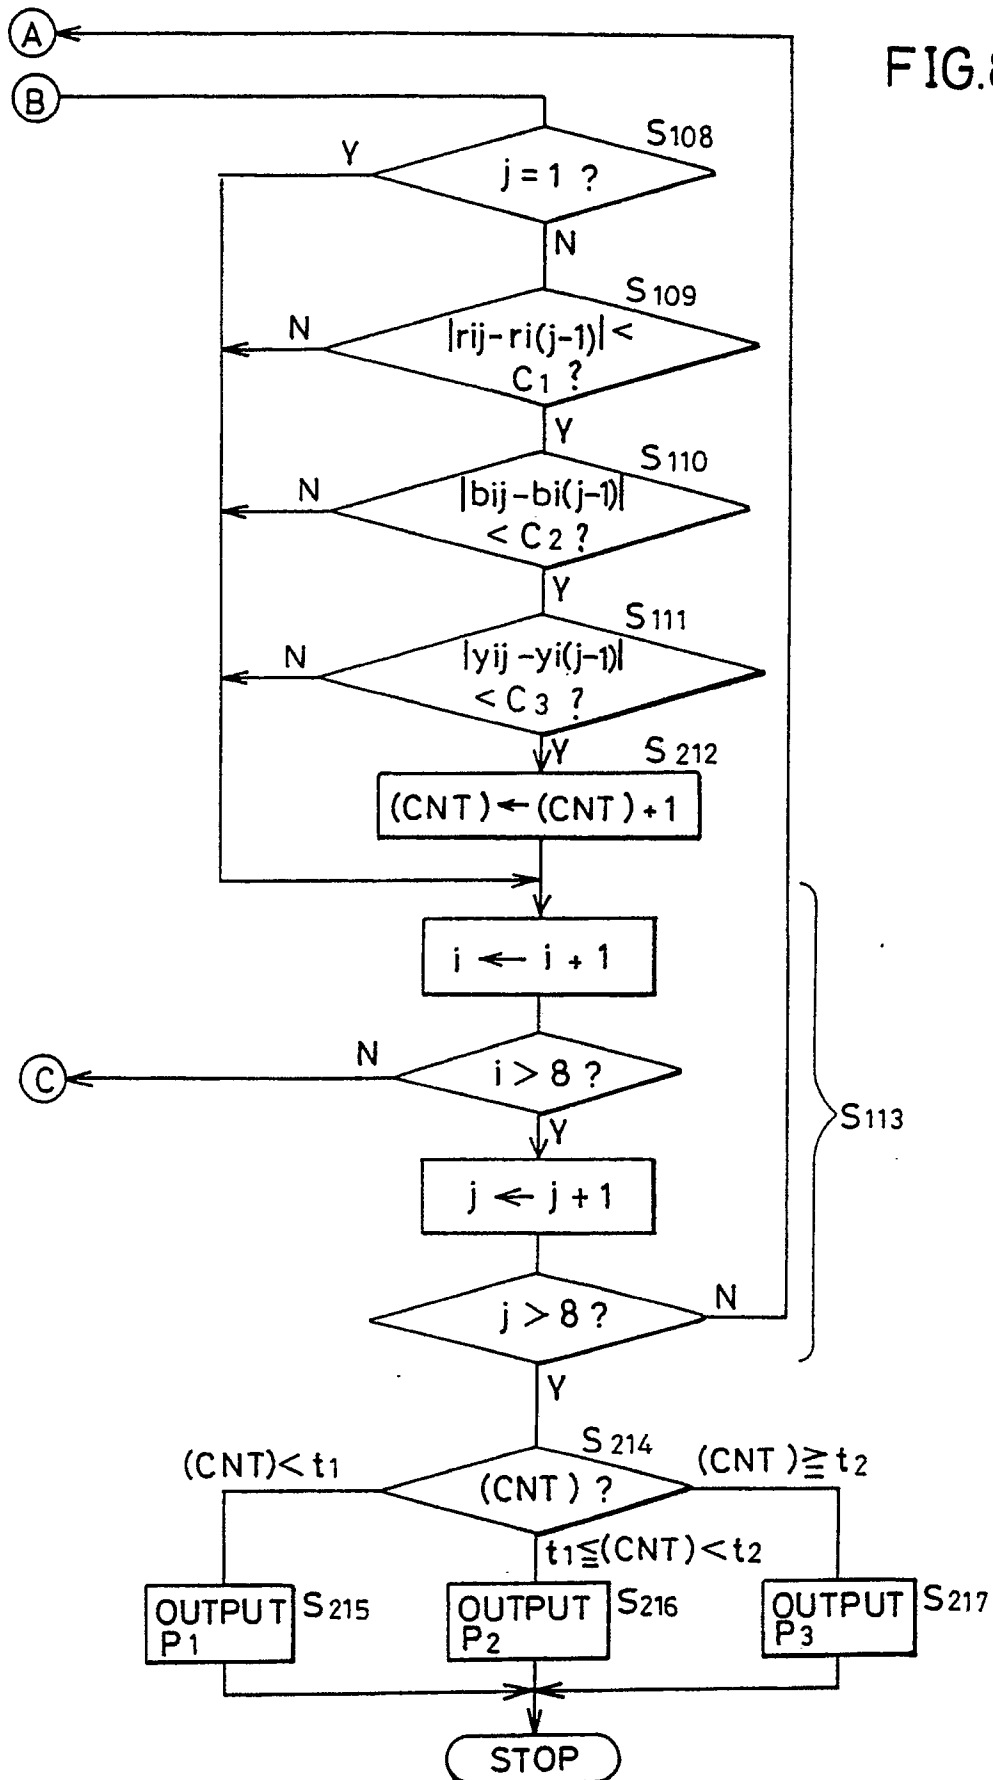 A
FIG.8
B
S108
Y
j = 1 ?
N
S109
N
|rij-ri(j-1)| <
C1 ?
Y
S110
N
|bij-bi(j-1)|
< C2 ?
Y
S111
N
|yij-yi(j-1)|
< C3 ?
Y
S212
(CNT) ← (CNT) + 1
i ← i + 1
N
C
i > 8 ?
S113
Y
j ← j + 1
N
j > 8 ?
Y
S214
(CNT) < t1
(CNT) ≧ t2
(CNT) ?
t1 ≦ (CNT) < t2
OUTPUT
P1
S215
OUTPUT
P2
S216
OUTPUT
P3
S217
STOP